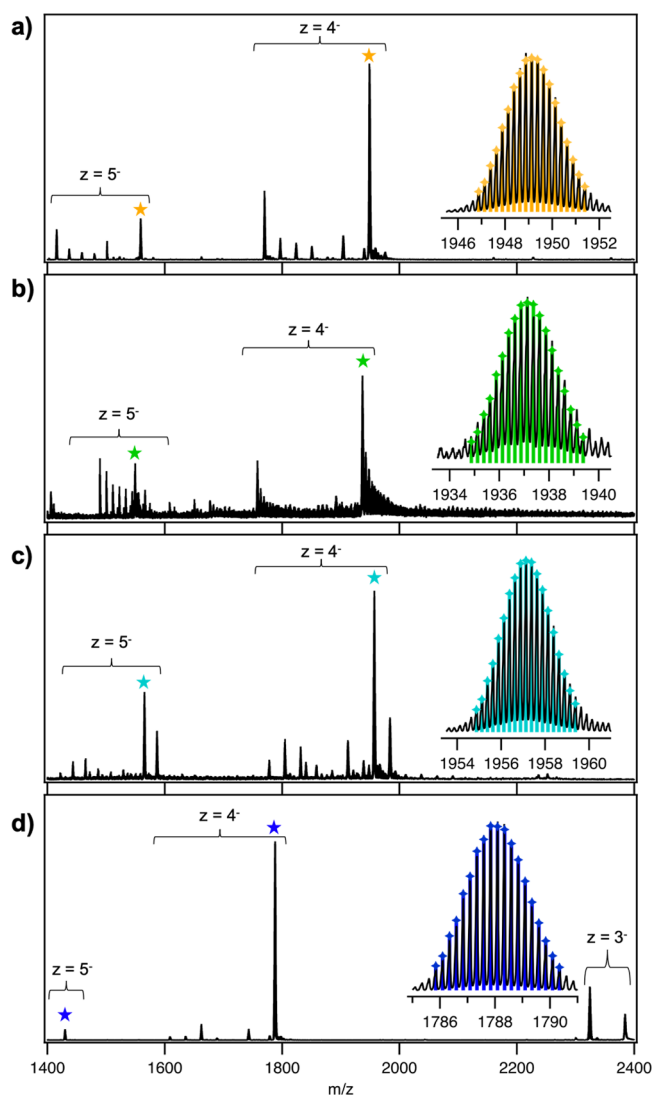 a)
z = 4-
z = 5-
1946 1948 1950 1952
b)
z = 4-
z = 5-
1934 1936 1938 1940
c)
z = 4-
z = 5-
1954 1956 1958 1960
d)
z = 4-
z = 5-
z = 3-
1786 1788 1790
1400 1600 1800 2000 2200 2400
m/z